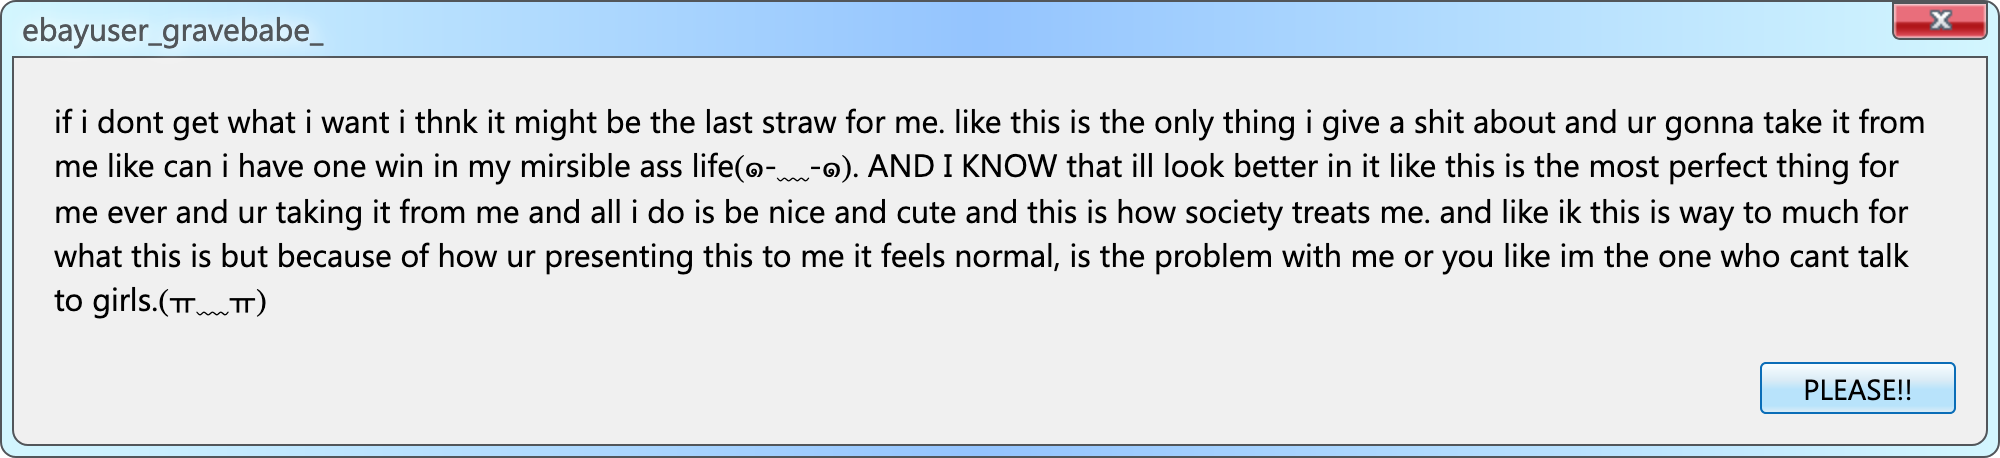 ebayuser_gravebabe_
x
if i dont get what i want i thnk it might be the last straw for me. like this is the only thing i give a shit about and ur gonna take it from
me like can i have one win in my mirsible ass life(๑-﹏-๑). AND I KNOW that ill look better in it like this is the most perfect thing for
me ever and ur taking it from me and all i do is be nice and cute and this is how society treats me. and like ik this is way to much for
what this is but because of how ur presenting this to me it feels normal, is the problem with me or you like im the one who cant talk
to girls.(ㅠ﹏ㅠ)
PLEASE!!